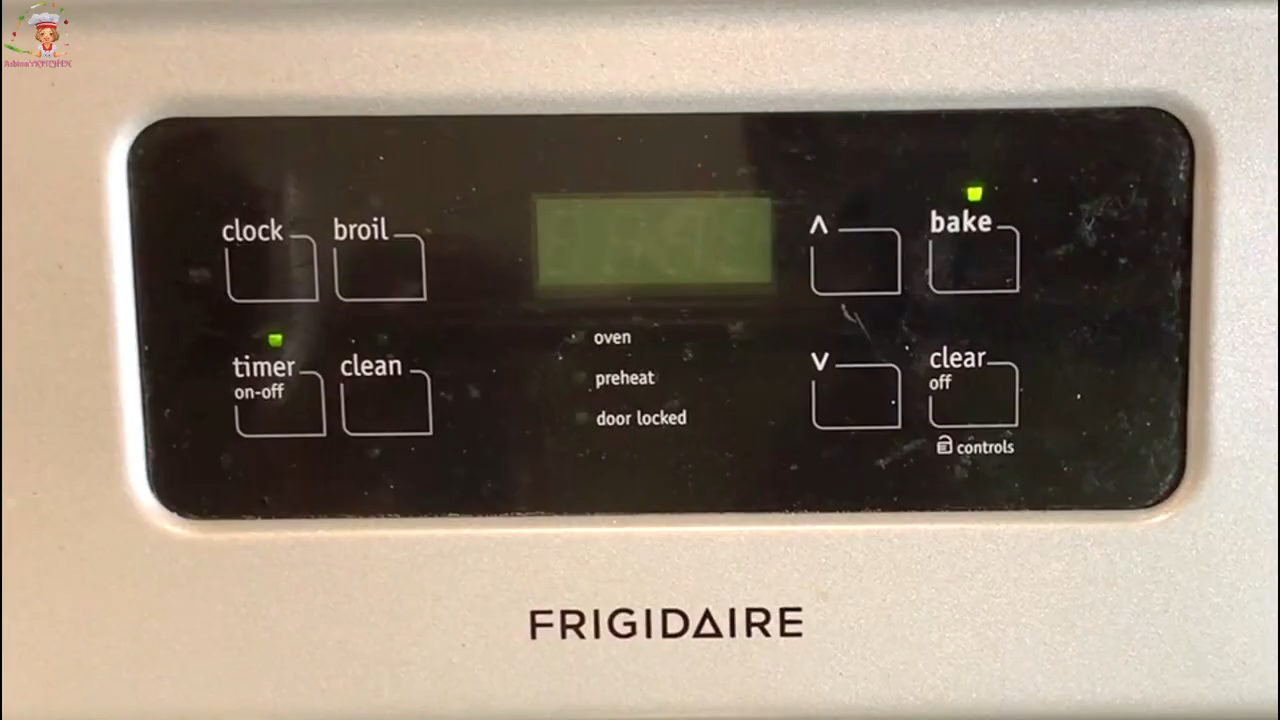 clock broil
bake
timer
on-off
clean
oven
preheat
door locked
clear
off
controls
FRIGIDAIRE